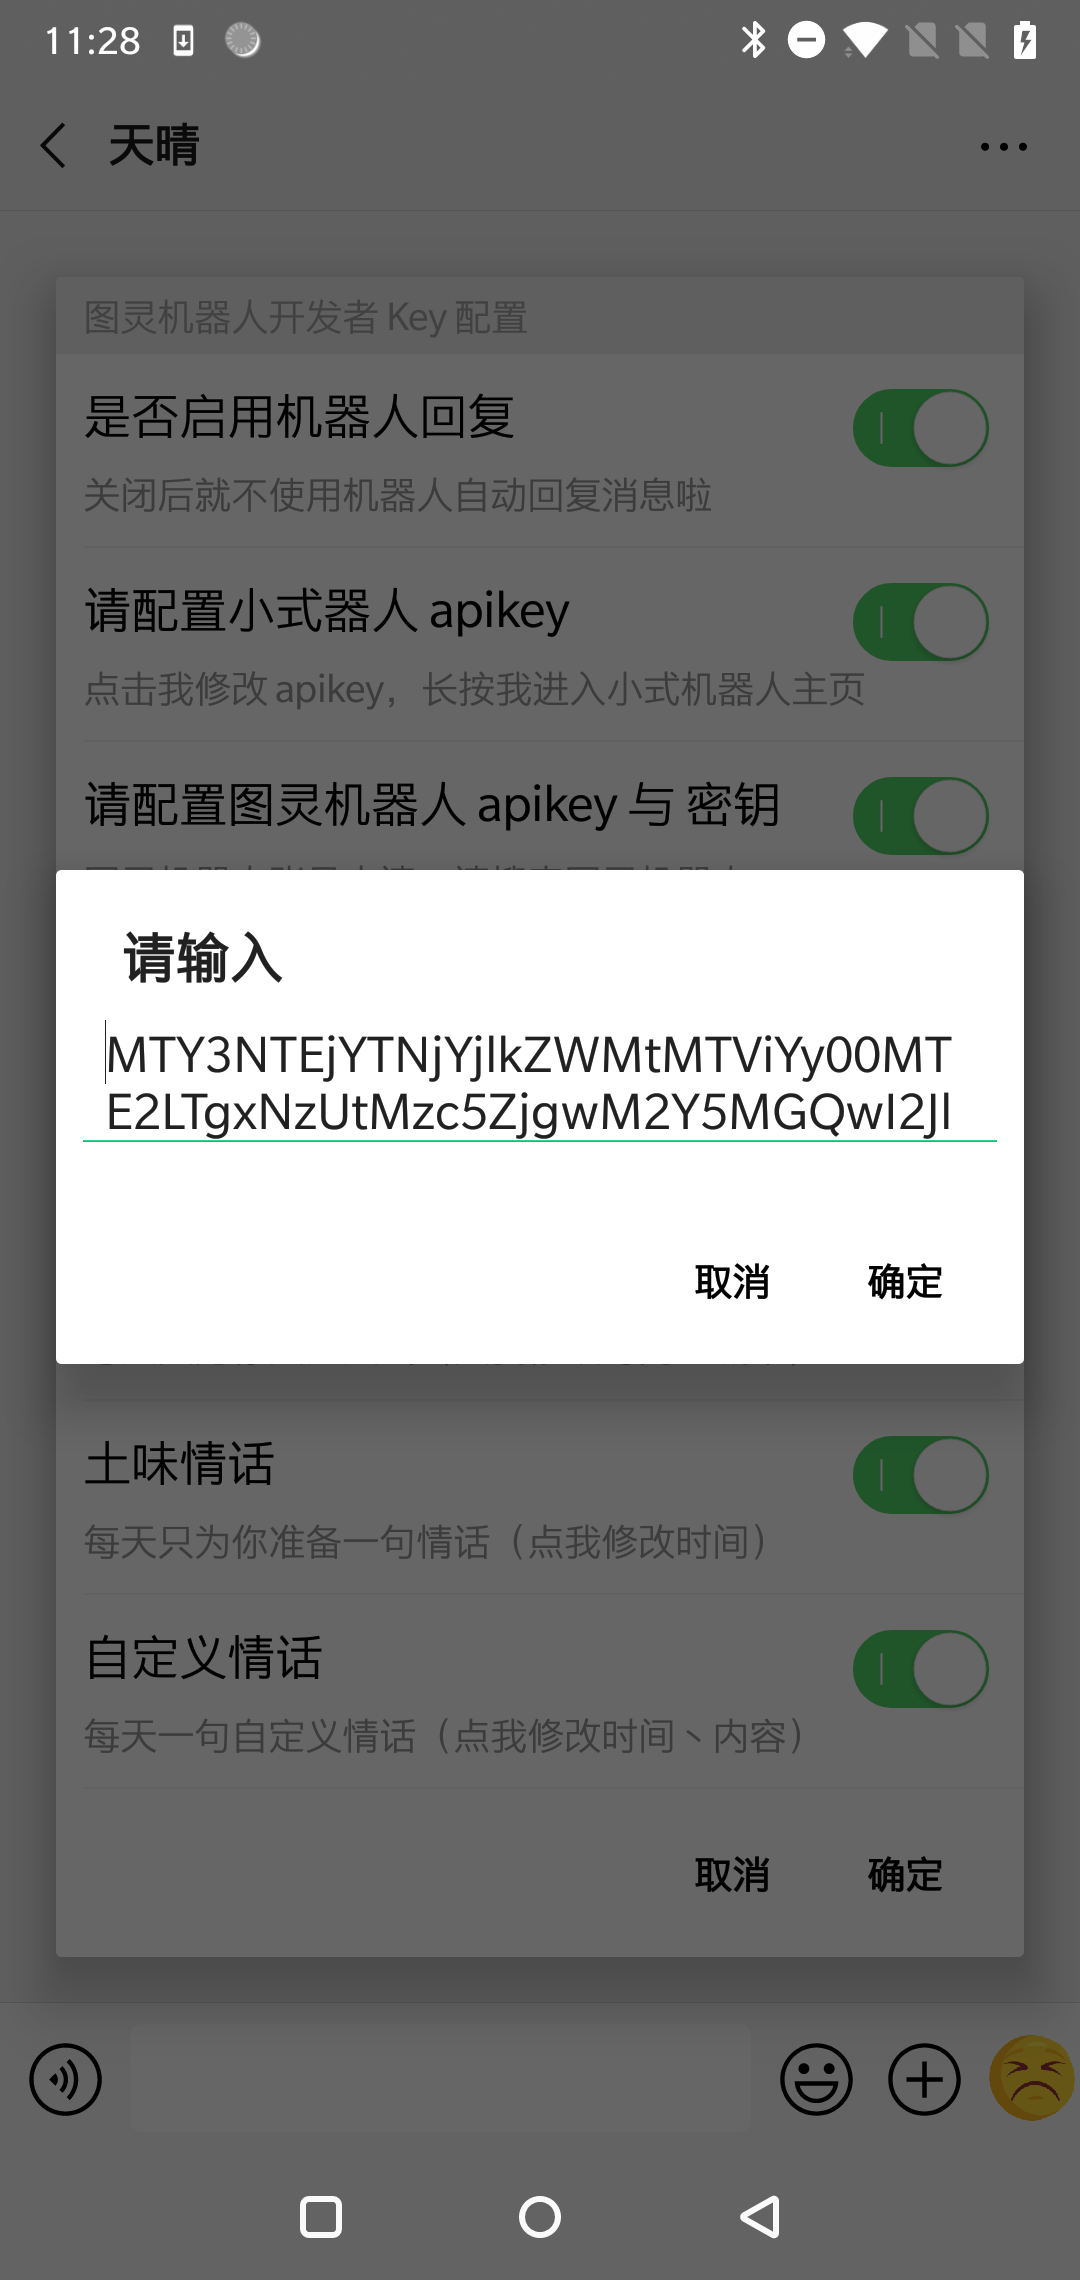 11:28
天晴
图灵机器人开发者 Key 配置
是否启用机器人回复
关闭后就不使用机器人自动回复消息啦
请配置小式器人 apikey
点击我修改 apikey，长按我进入小式机器人主页
请配置图灵机器人 apikey 与 密钥
请输入
MTY3NTEjYTNjYjlkZWMtMTViYy00MT
E2LTgxNzUtMzc5ZjgwM2Y5MGQwI2Jl
取消 确定
土味情话
每天只为你准备一句情话（点我修改时间）
自定义情话
每天一句自定义情话（点我修改时间丶内容）
取消 确定